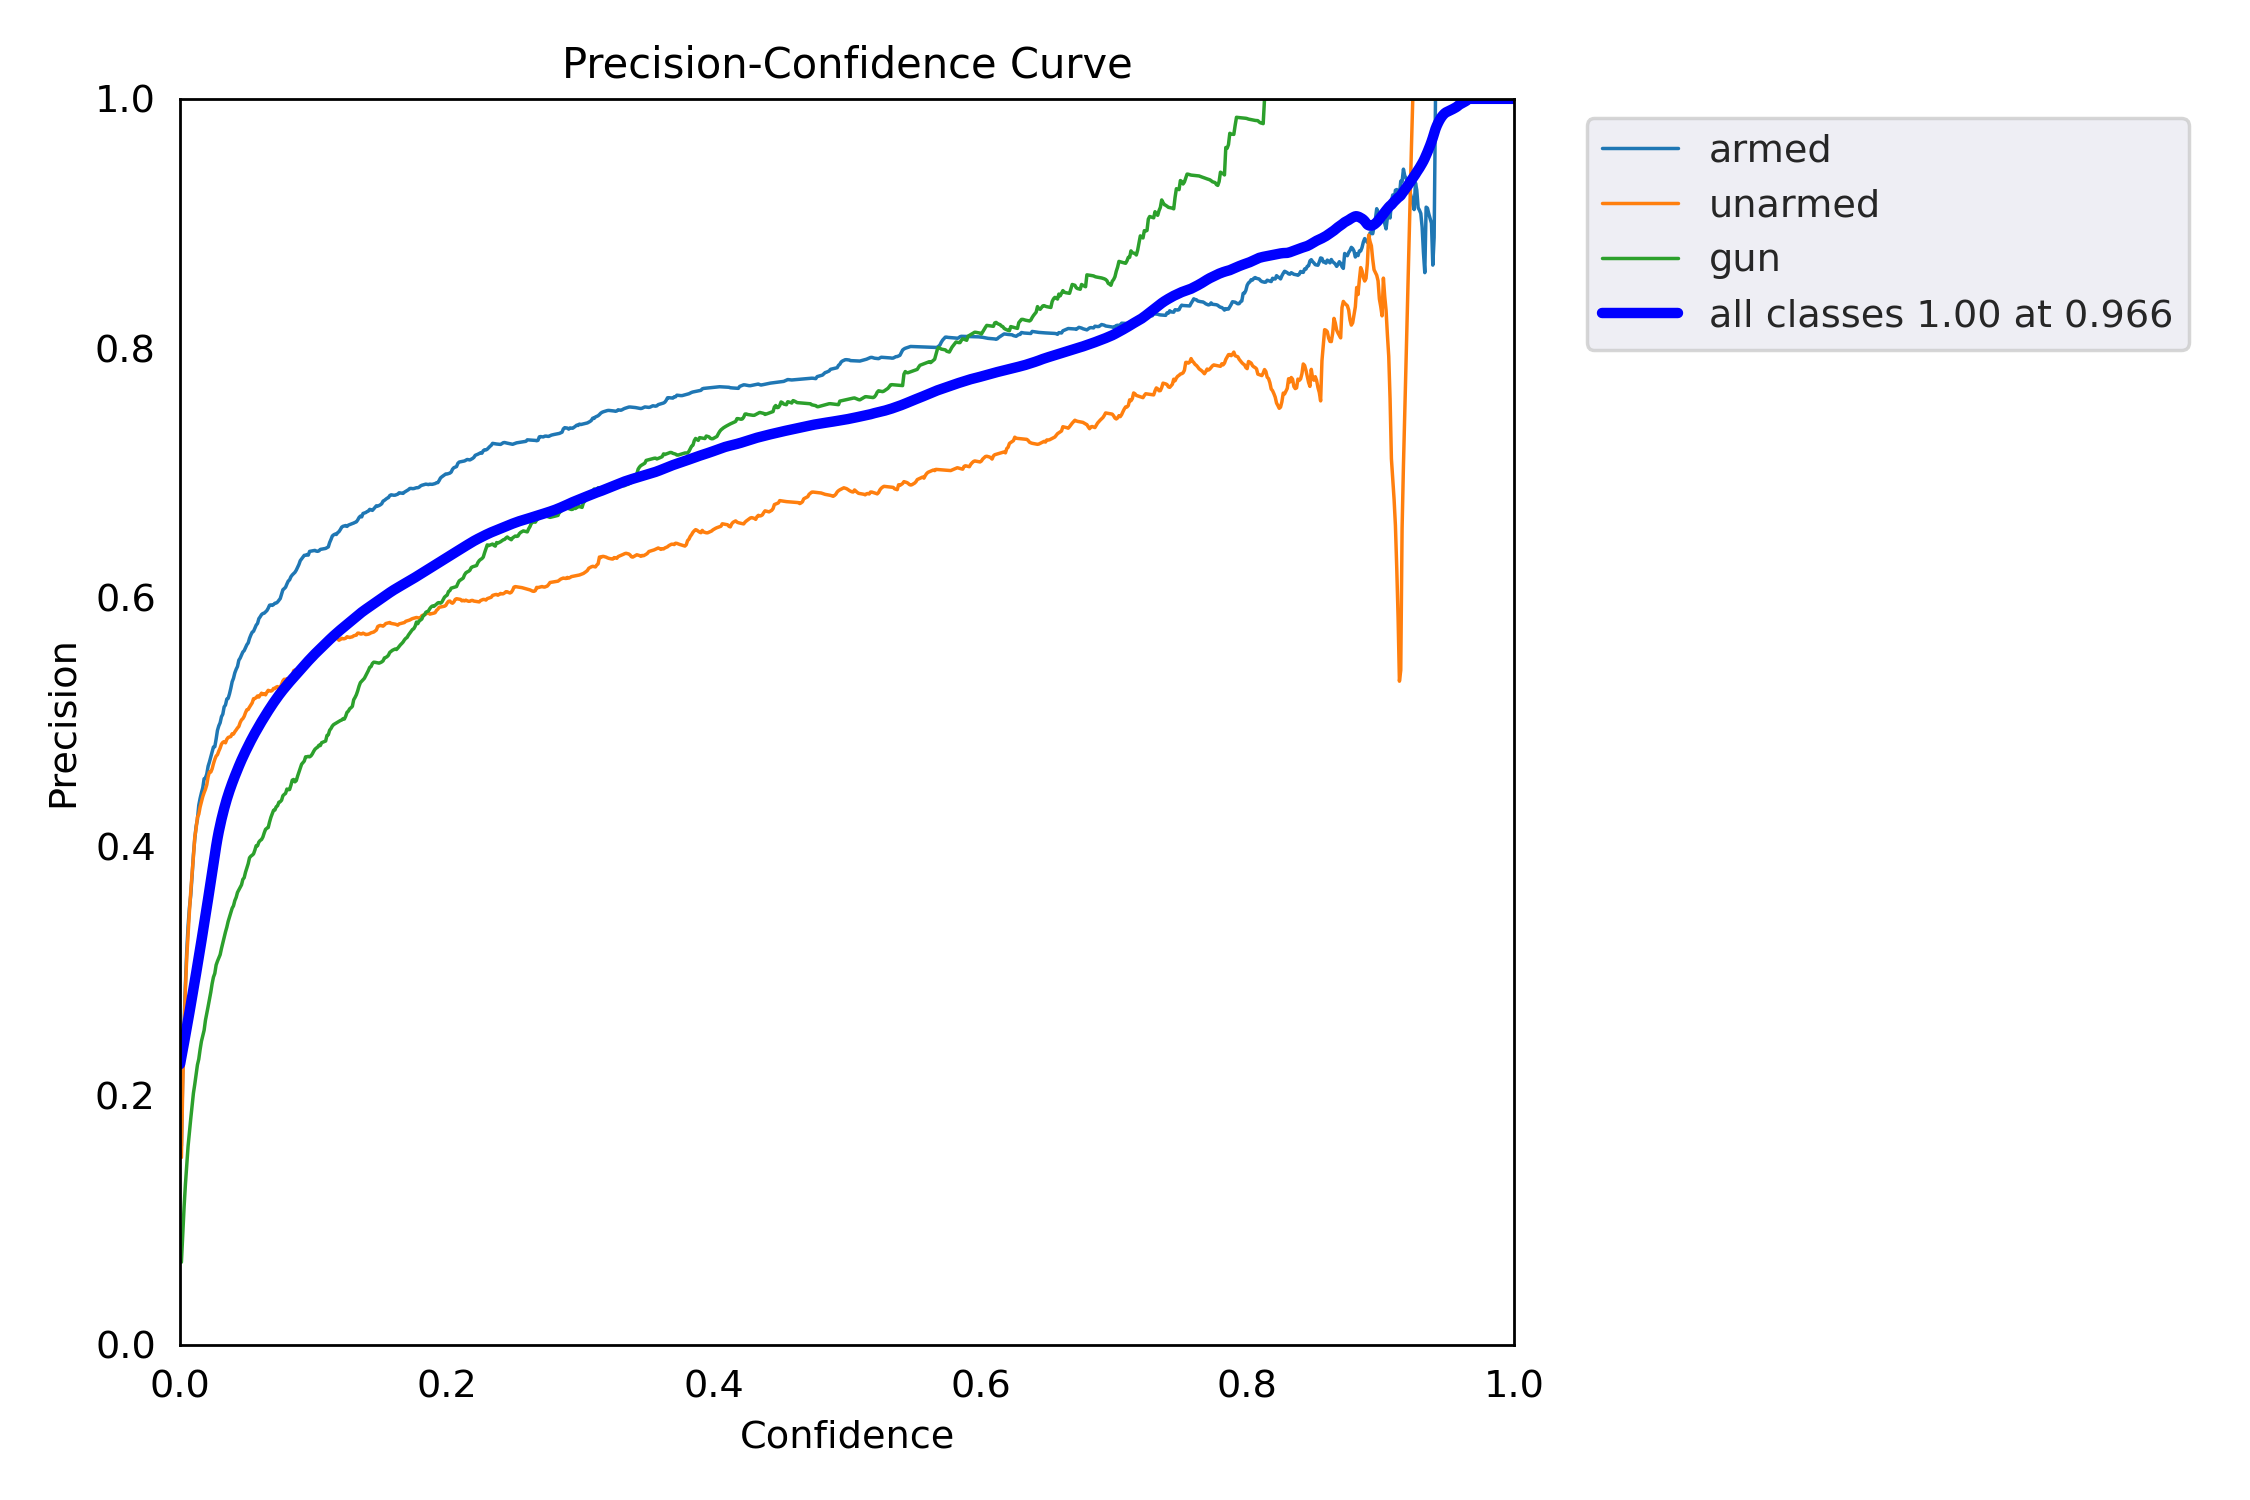 Precision-Confidence Curve
1.0
0.8
0.6
0.4
0.2
0.0
Precision
0.0 0.2 0.4 0.6 0.8 1.0
Confidence
armed
unarmed
gun
all classes 1.00 at 0.966